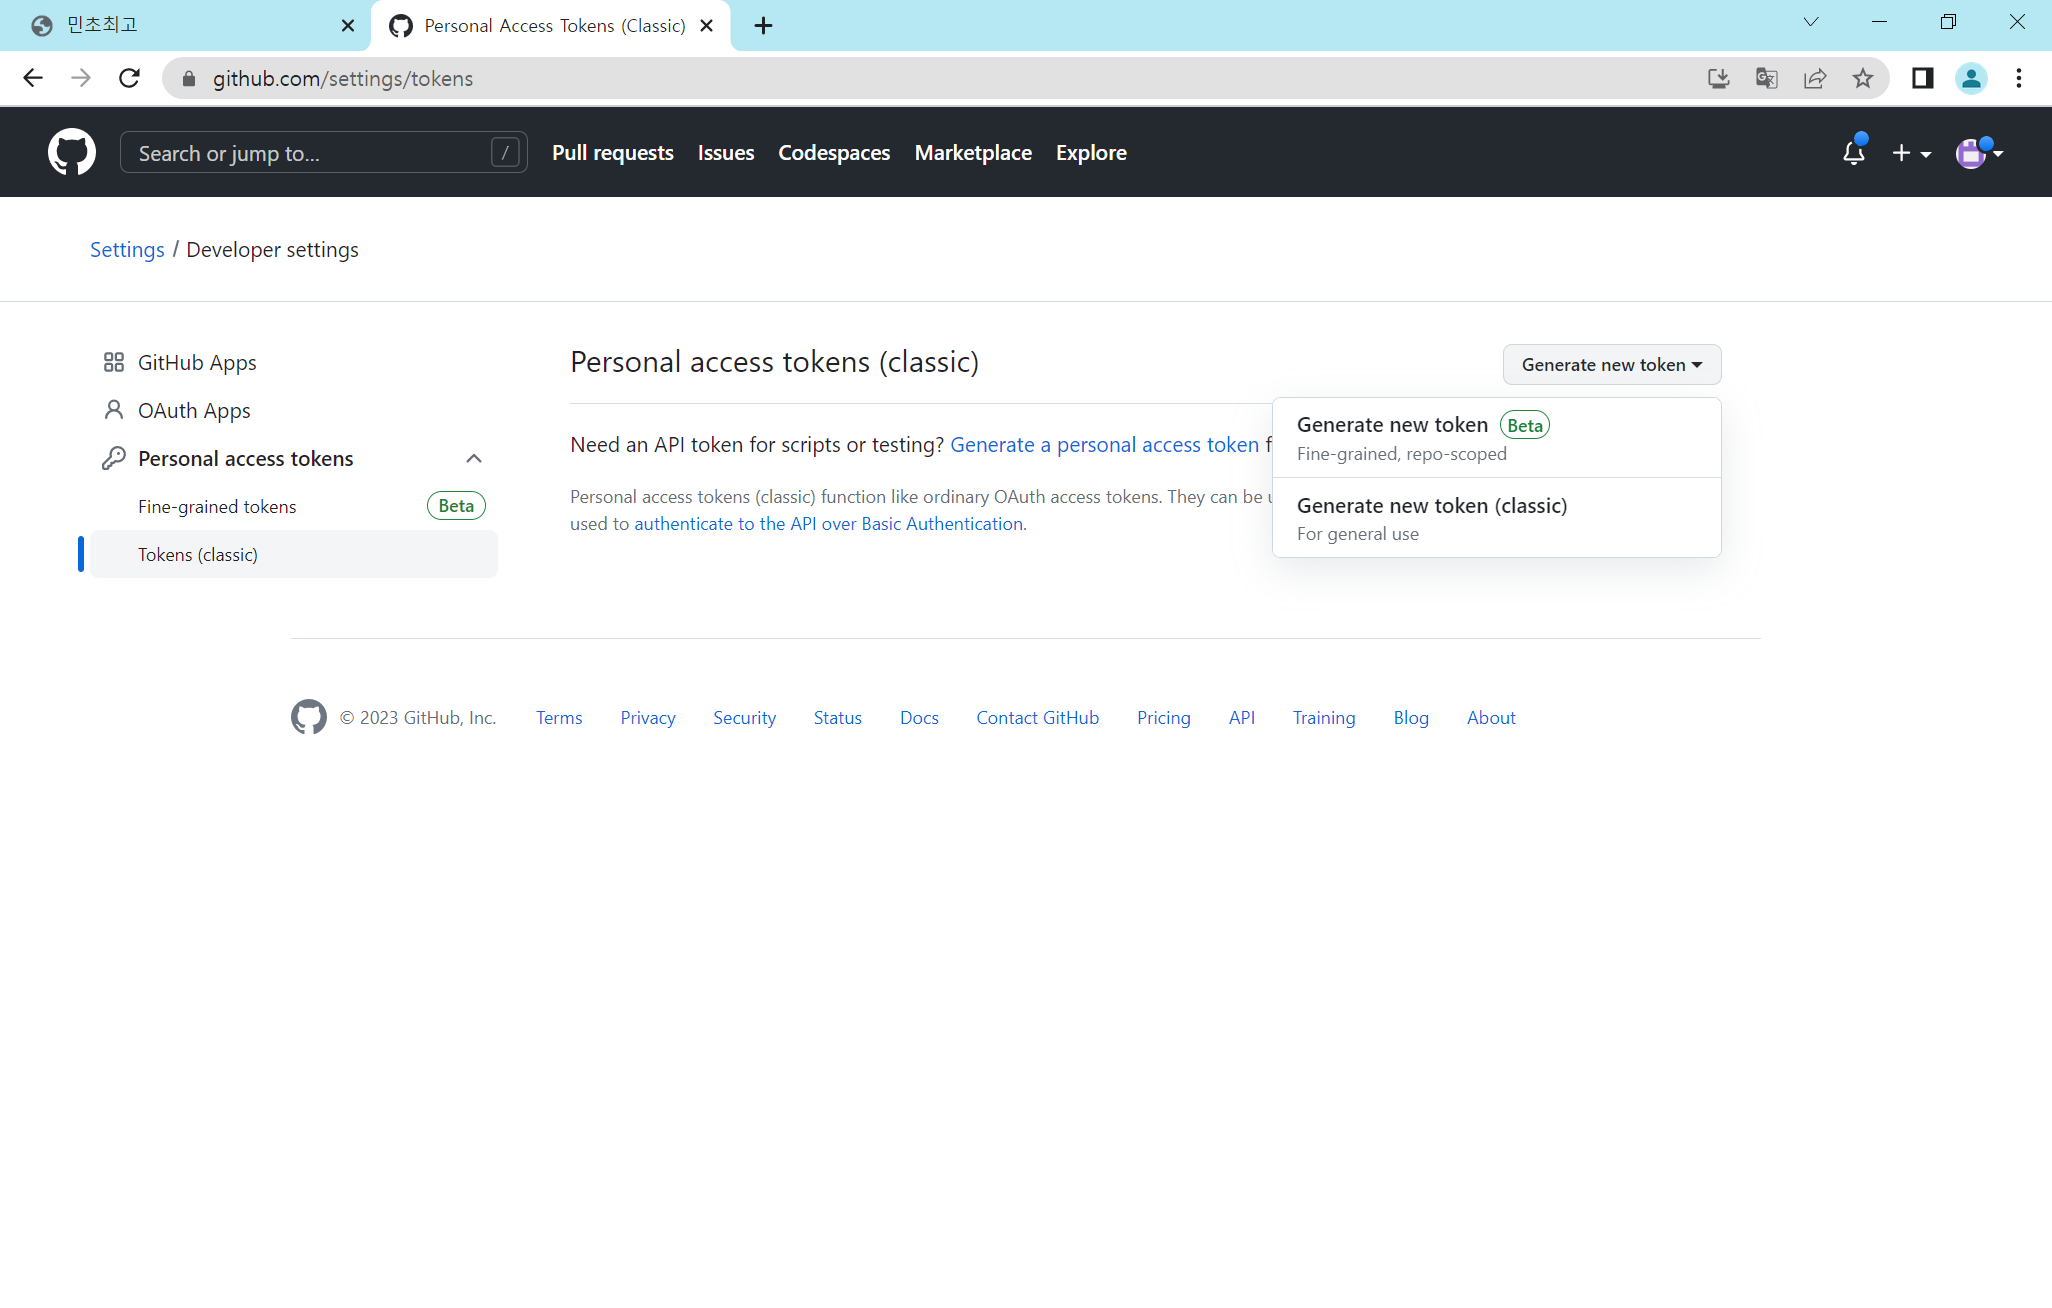 민초최고
Personal Access Tokens (Classic)
github.com/settings/tokens
Search or jump to...
/
Pull requests
Issues
Codespaces
Marketplace
Explore
Settings / Developer settings
GitHub Apps
OAuth Apps
Personal access tokens
Fine-grained tokens
Beta
Tokens (classic)
Personal access tokens (classic)
Generate new token
Need an API token for scripts or testing? Generate a personal access token f
Personal access tokens (classic) function like ordinary OAuth access tokens. They can be
used to authenticate to the API over Basic Authentication.
Generate new token Beta
Fine-grained, repo-scoped
Generate new token (classic)
For general use
© 2023 GitHub, Inc.
Terms
Privacy
Security
Status
Docs
Contact GitHub
Pricing
API
Training
Blog
About